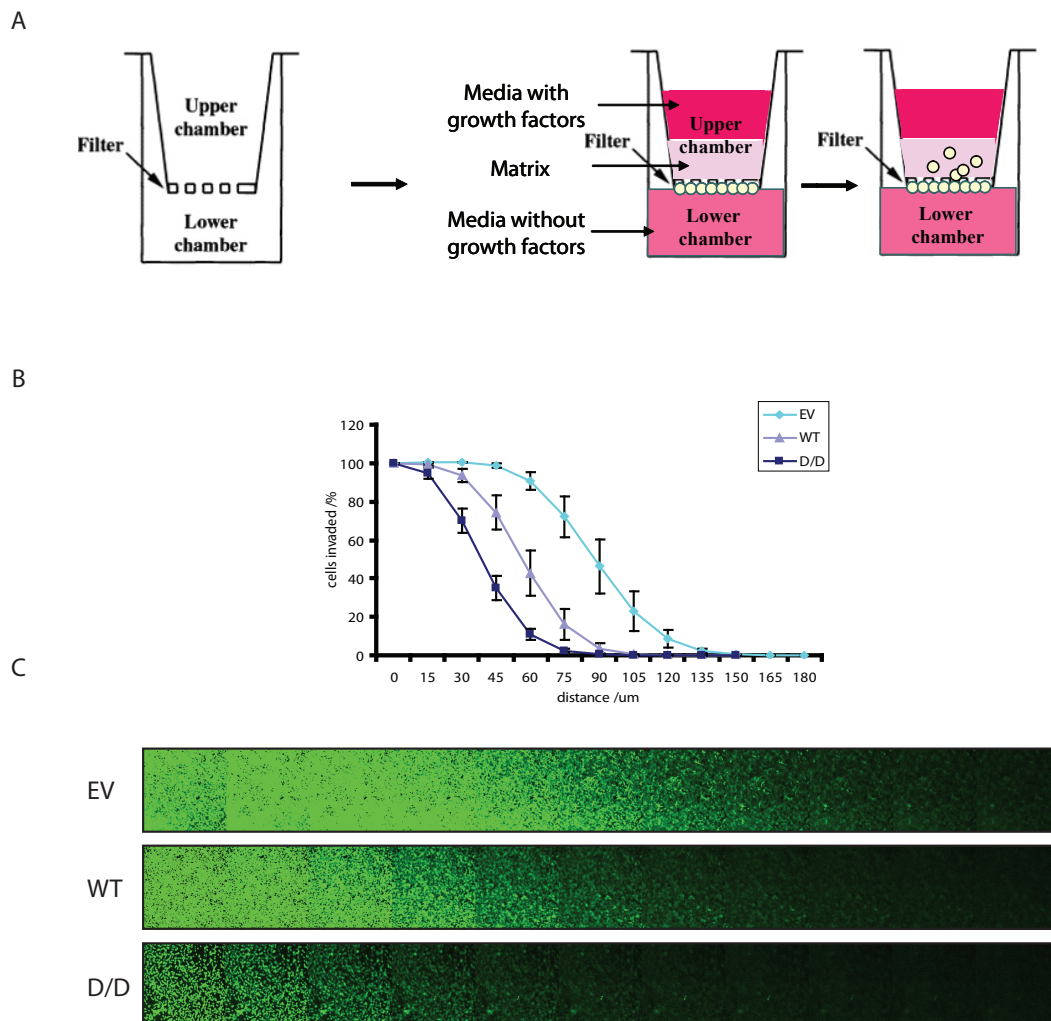 A
Upper
chamber
Filter
Lower
chamber
Media with
growth factors
Filter
Matrix
Media without
growth factors
Upper
chamber
Lower
chamber
Filter
Lower
chamber
B
120
100
80
60
40
20
0
cells invaded /%
0 15 30 45 60 75 90 105 120 135 150 165 180
distance /um
EV
WT
D/D
C
EV
WT
D/D